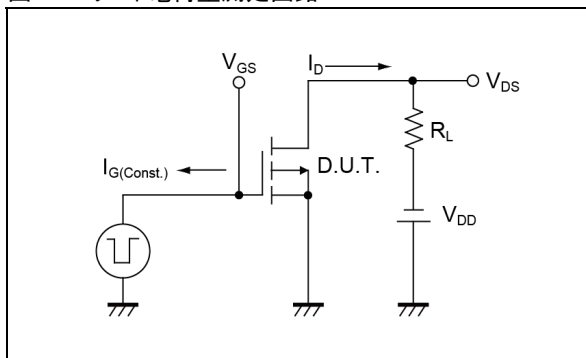 V_GS
I_D
V_DS
R_L
I_G(Const.)
D.U.T.
V_DD